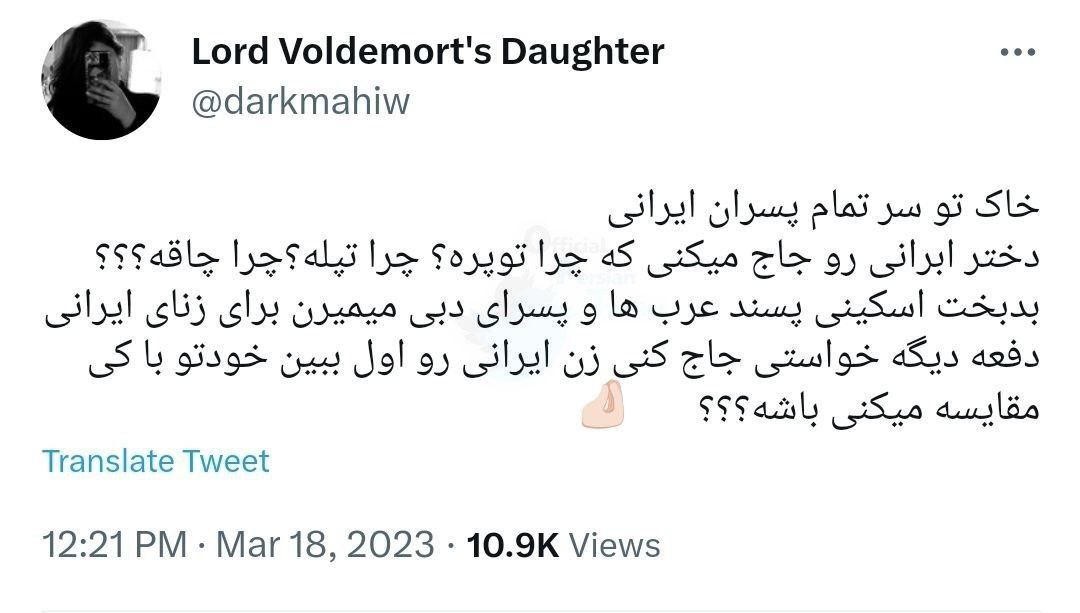 Lord Voldemort's Daughter
@darkmahiw
خاک تو سر تمام پسران ایرانی
دختر ابرانی رو جاج میکنی که چرا توپره؟ چرا تپله؟چرا چاقه؟؟؟
بدبخت اسکینی پسند عرب ها و پسرای دبی میمیرن برای زنای ایرانی
دفعه دیگه خواستی جاج کنی زن ایرانی رو اول ببین خودتو با کی
مقایسه میکنی باشه؟؟؟ 🤌🏻
Official
Persian
Translate Tweet
12:21 PM · Mar 18, 2023 · 10.9K Views